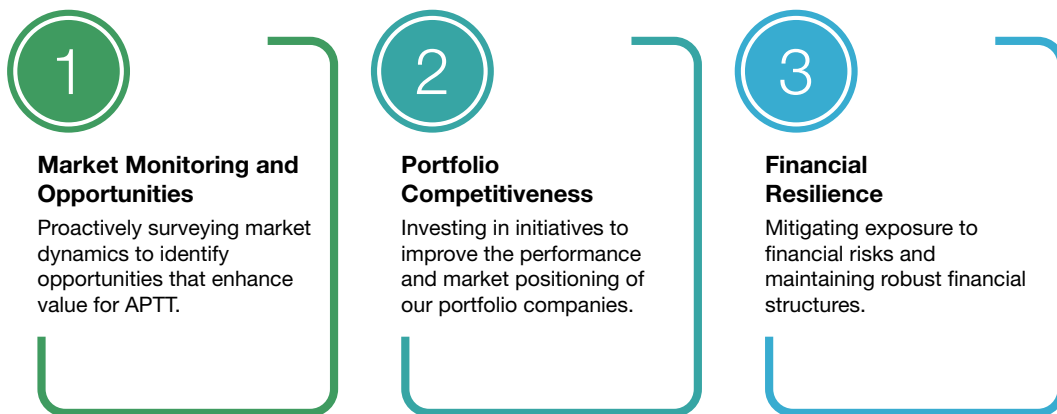 1
Market Monitoring and
Opportunities
Proactively surveying market
dynamics to identify
opportunities that enhance
value for APTT.
2
Portfolio
Competitiveness
Investing in initiatives to
improve the performance
and market positioning of
our portfolio companies.
3
Financial
Resilience
Mitigating exposure to
financial risks and
maintaining robust financial
structures.